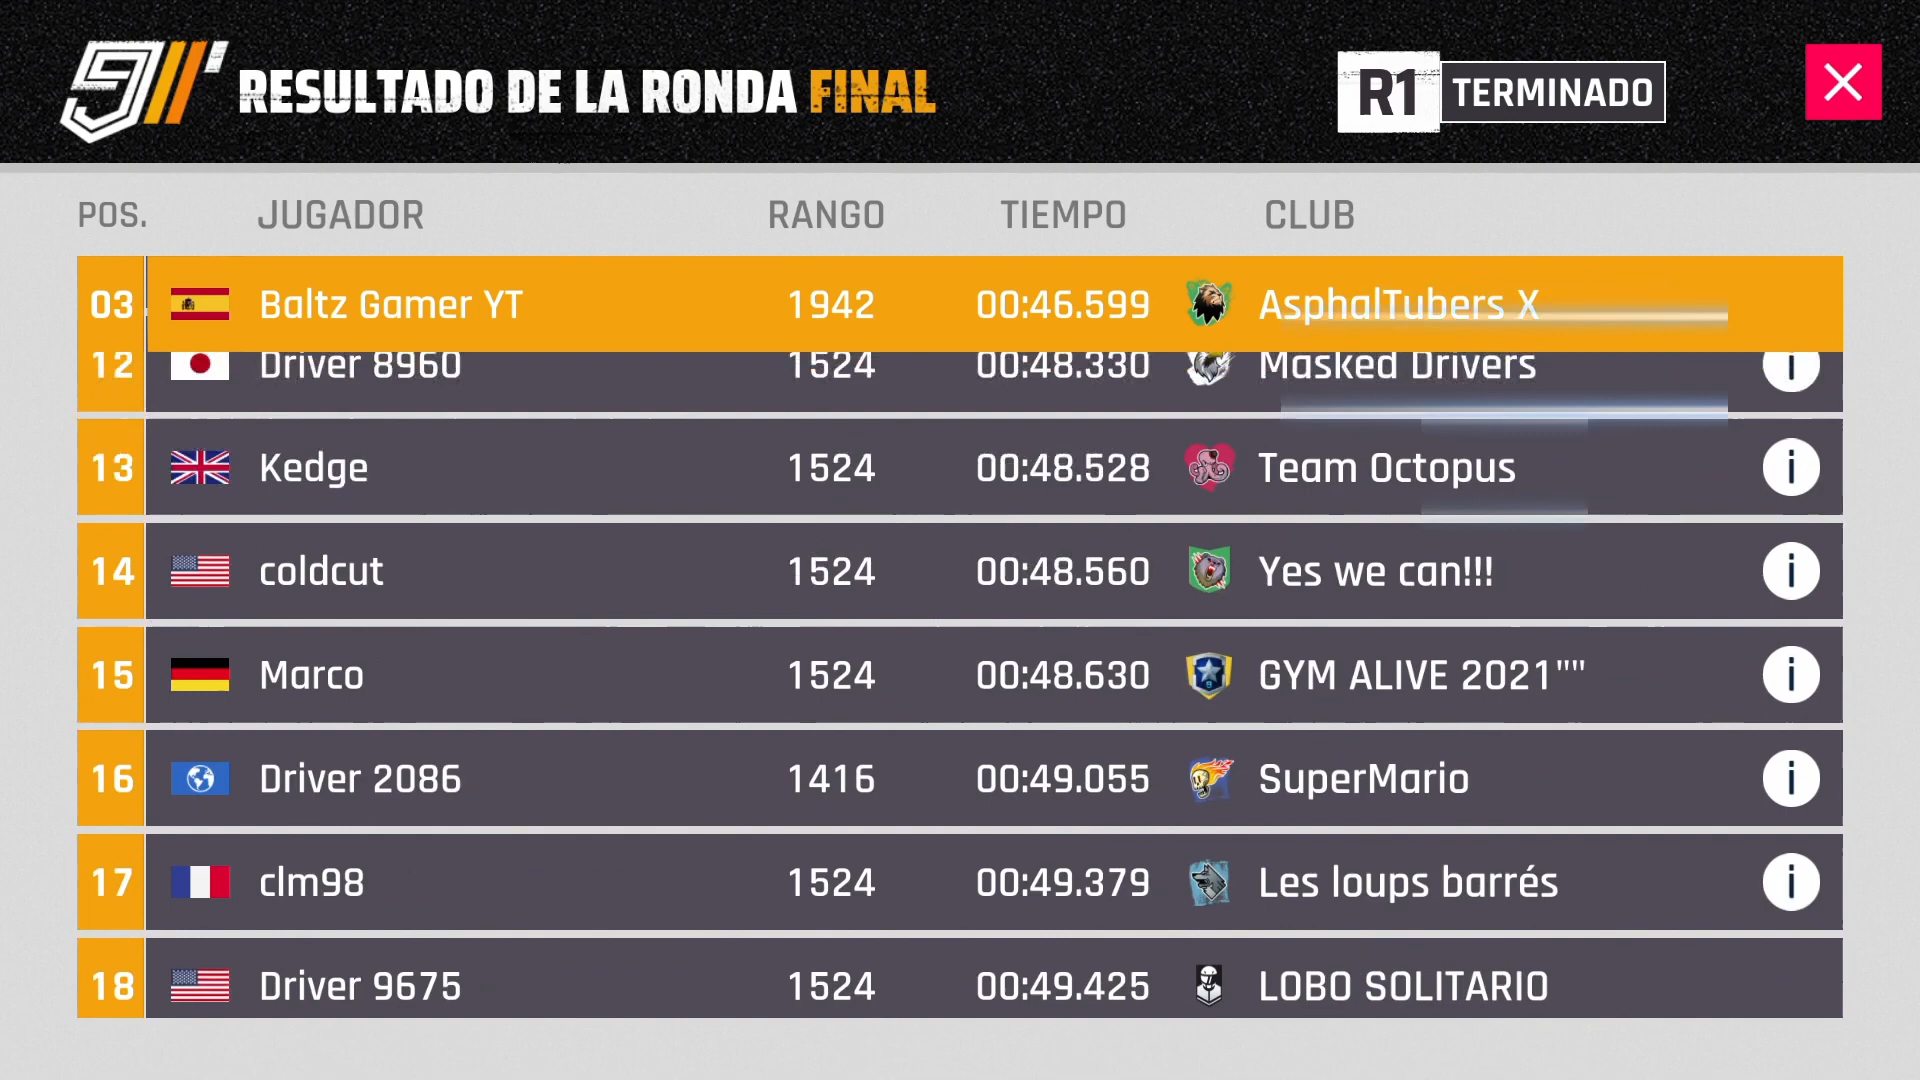 9 RESULTADO DE LA RONDA FINAL R1 TERMINADO
POS. JUGADOR RANGO TIEMPO CLUB
03 Baltz Gamer YT 1942 00:46.599 AsphalTubers X
12 Driver 8960 1524 00:48.330 Masked Drivers i
13 Kedge 1524 00:48.528 Team Octopus i
14 coldcut 1524 00:48.560 Yes we can!!! i
15 Marco 1524 00:48.630 GYM ALIVE 2021"" i
16 Driver 2086 1416 00:49.055 SuperMario i
17 clm98 1524 00:49.379 Les loups barrés i
18 Driver 9675 1524 00:49.425 LOBO SOLITARIO